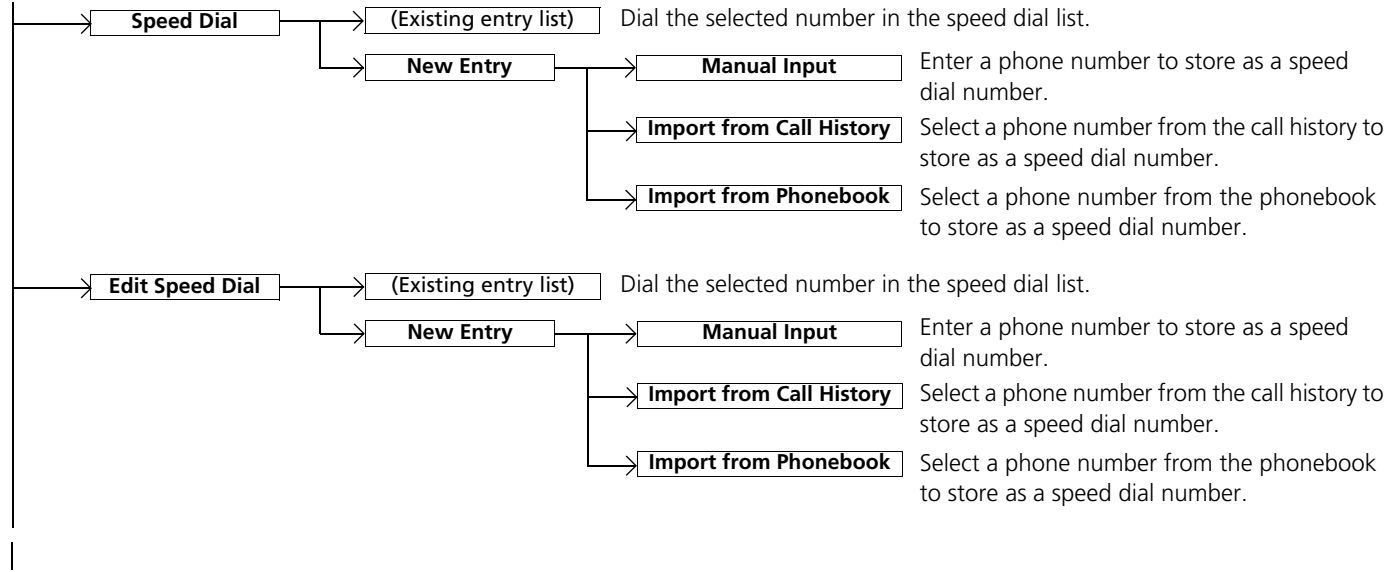 Speed Dial
(Existing entry list)
Dial the selected number in the speed dial list.
New Entry
Manual Input
Enter a phone number to store as a speed
dial number.
Import from Call History
Select a phone number from the call history to
store as a speed dial number.
Import from Phonebook
Select a phone number from the phonebook
to store as a speed dial number.
Edit Speed Dial
(Existing entry list)
Dial the selected number in the speed dial list.
New Entry
Manual Input
Enter a phone number to store as a speed
dial number.
Import from Call History
Select a phone number from the call history to
store as a speed dial number.
Import from Phonebook
Select a phone number from the phonebook
to store as a speed dial number.